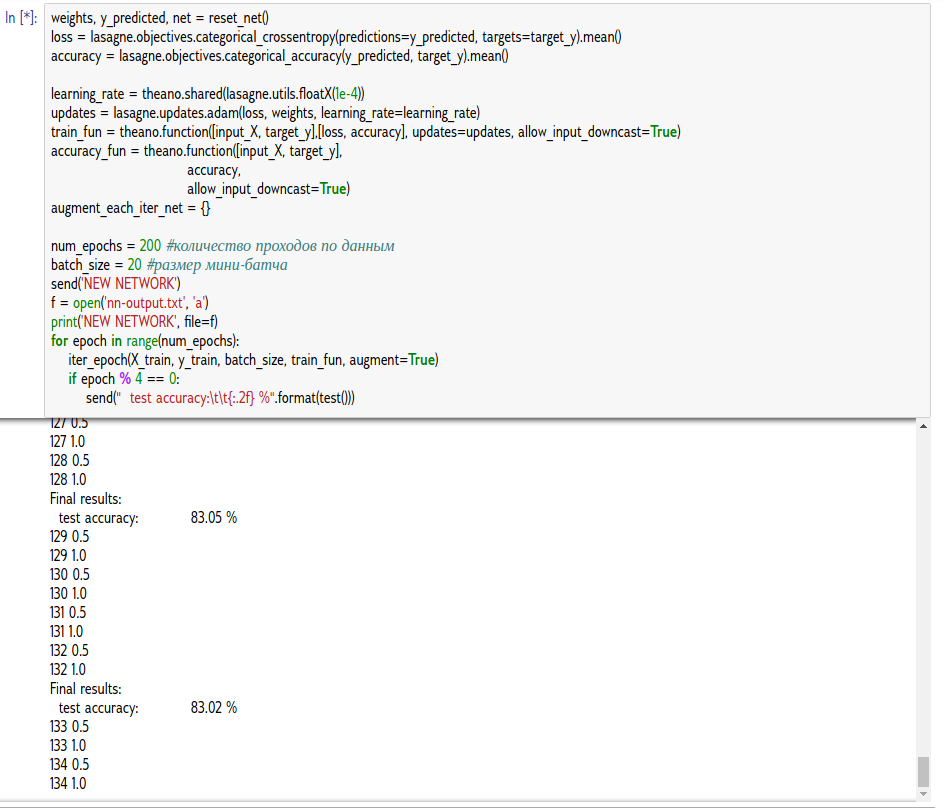 In [*]:
weights, y_predicted, net = reset_net()
loss = lasagne.objectives.categorical_crossentropy(predictions=y_predicted, targets=target_y).mean()
accuracy = lasagne.objectives.categorical_accuracy(y_predicted, target_y).mean()
learning_rate = theano.shared(lasagne.utils.floatX(1e-4))
updates = lasagne.updates.adam(loss, weights, learning_rate=learning_rate)
train_fun = theano.function([input_X, target_y],[loss, accuracy], updates=updates, allow_input_downcast=True)
accuracy_fun = theano.function([input_X, target_y],
accuracy,
allow_input_downcast=True)
augment_each_iter_net = {}
num_epochs = 200 #количество проходов по данным
batch_size = 20 #размер мини-батча
send('NEW NETWORK')
f = open('nn-output.txt', 'a')
print('NEW NETWORK', file=f)
for epoch in range(num_epochs):
iter_epoch(X_train, y_train, batch_size, train_fun, augment=True)
if epoch % 4 == 0:
send("  test accuracy:\t\t{:.2f} %".format(test()))
127 0.5
127 1.0
128 0.5
128 1.0
Final results:
test accuracy: 83.05 %
129 0.5
129 1.0
130 0.5
130 1.0
131 0.5
131 1.0
132 0.5
132 1.0
Final results:
test accuracy: 83.02 %
133 0.5
133 1.0
134 0.5
134 1.0